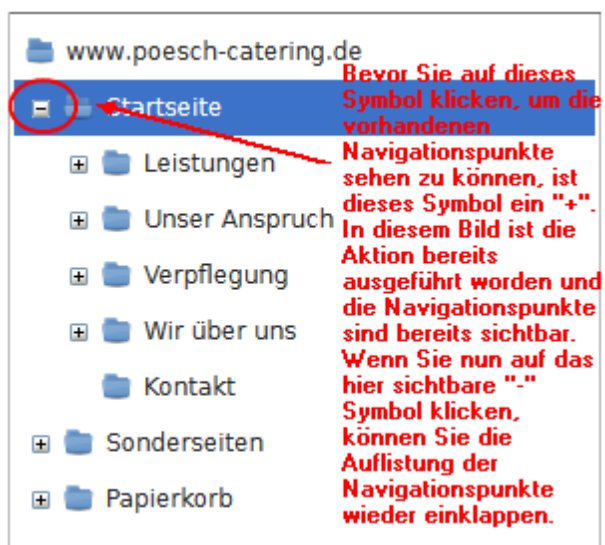 www.poesch-catering.de
Startseite
Leistungen
Unser Anspruch
Verpflegung
Wir über uns
Kontakt
Sonderseiten
Papierkorb
Bevor Sie auf dieses
Symbol klicken, um die
vorhandenen
Navigationspunkte
sehen zu können, ist
dieses Symbol ein "+".
In diesem Bild ist die
Aktion bereits
ausgeführt worden und
die Navigationspunkte
sind bereits sichtbar.
Wenn Sie nun auf das
hier sichtbare "-"
Symbol klicken,
können Sie die
Auflistung der
Navigationspunkte
wieder einklappen.